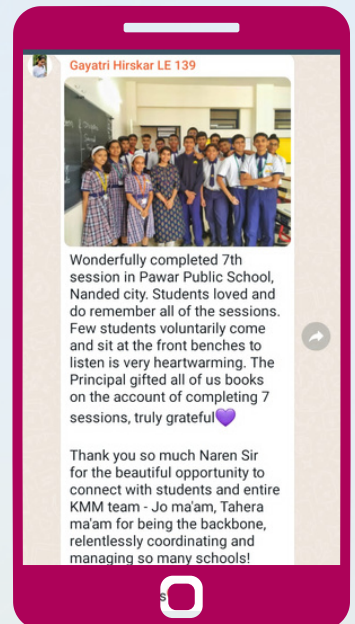 Gayatri Hirskar LE 139
Wonderfully completed 7th
session in Pawar Public School,
Nanded city. Students loved and
do remember all of the sessions.
Few students voluntarily come
and sit at the front benches to
listen is very heartwarming. The
Principal gifted all of us books
on the account of completing 7
sessions, truly grateful💜
Thank you so much Naren Sir
for the beautiful opportunity to
connect with students and entire
KMM team - Jo ma'am, Tahera
ma'am for being the backbone,
relentlessly coordinating and
managing so many schools!